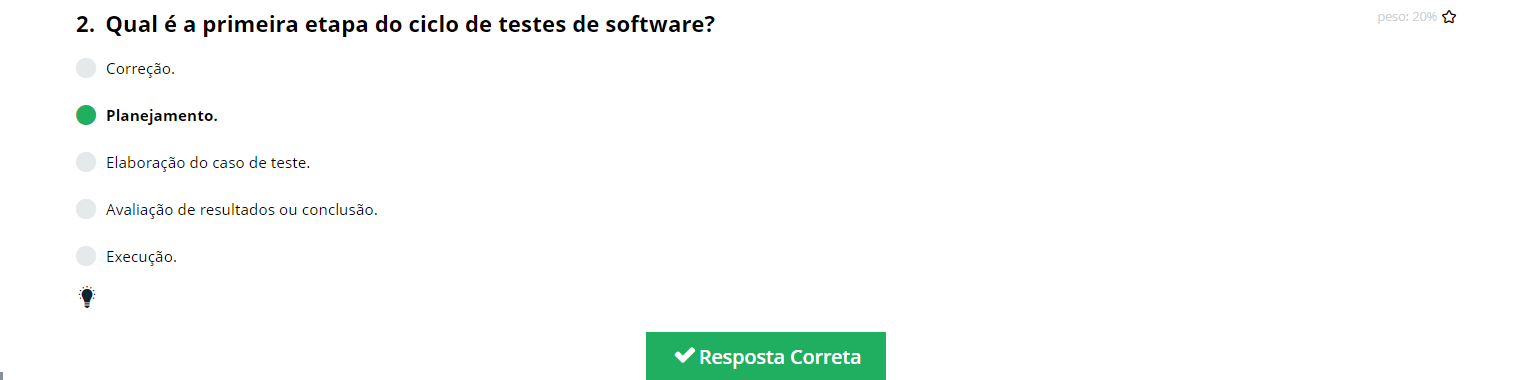 2. Qual é a primeira etapa do ciclo de testes de software?
peso: 20%
Correção.
Planejamento.
Elaboração do caso de teste.
Avaliação de resultados ou conclusão.
Execução.
Resposta Correta